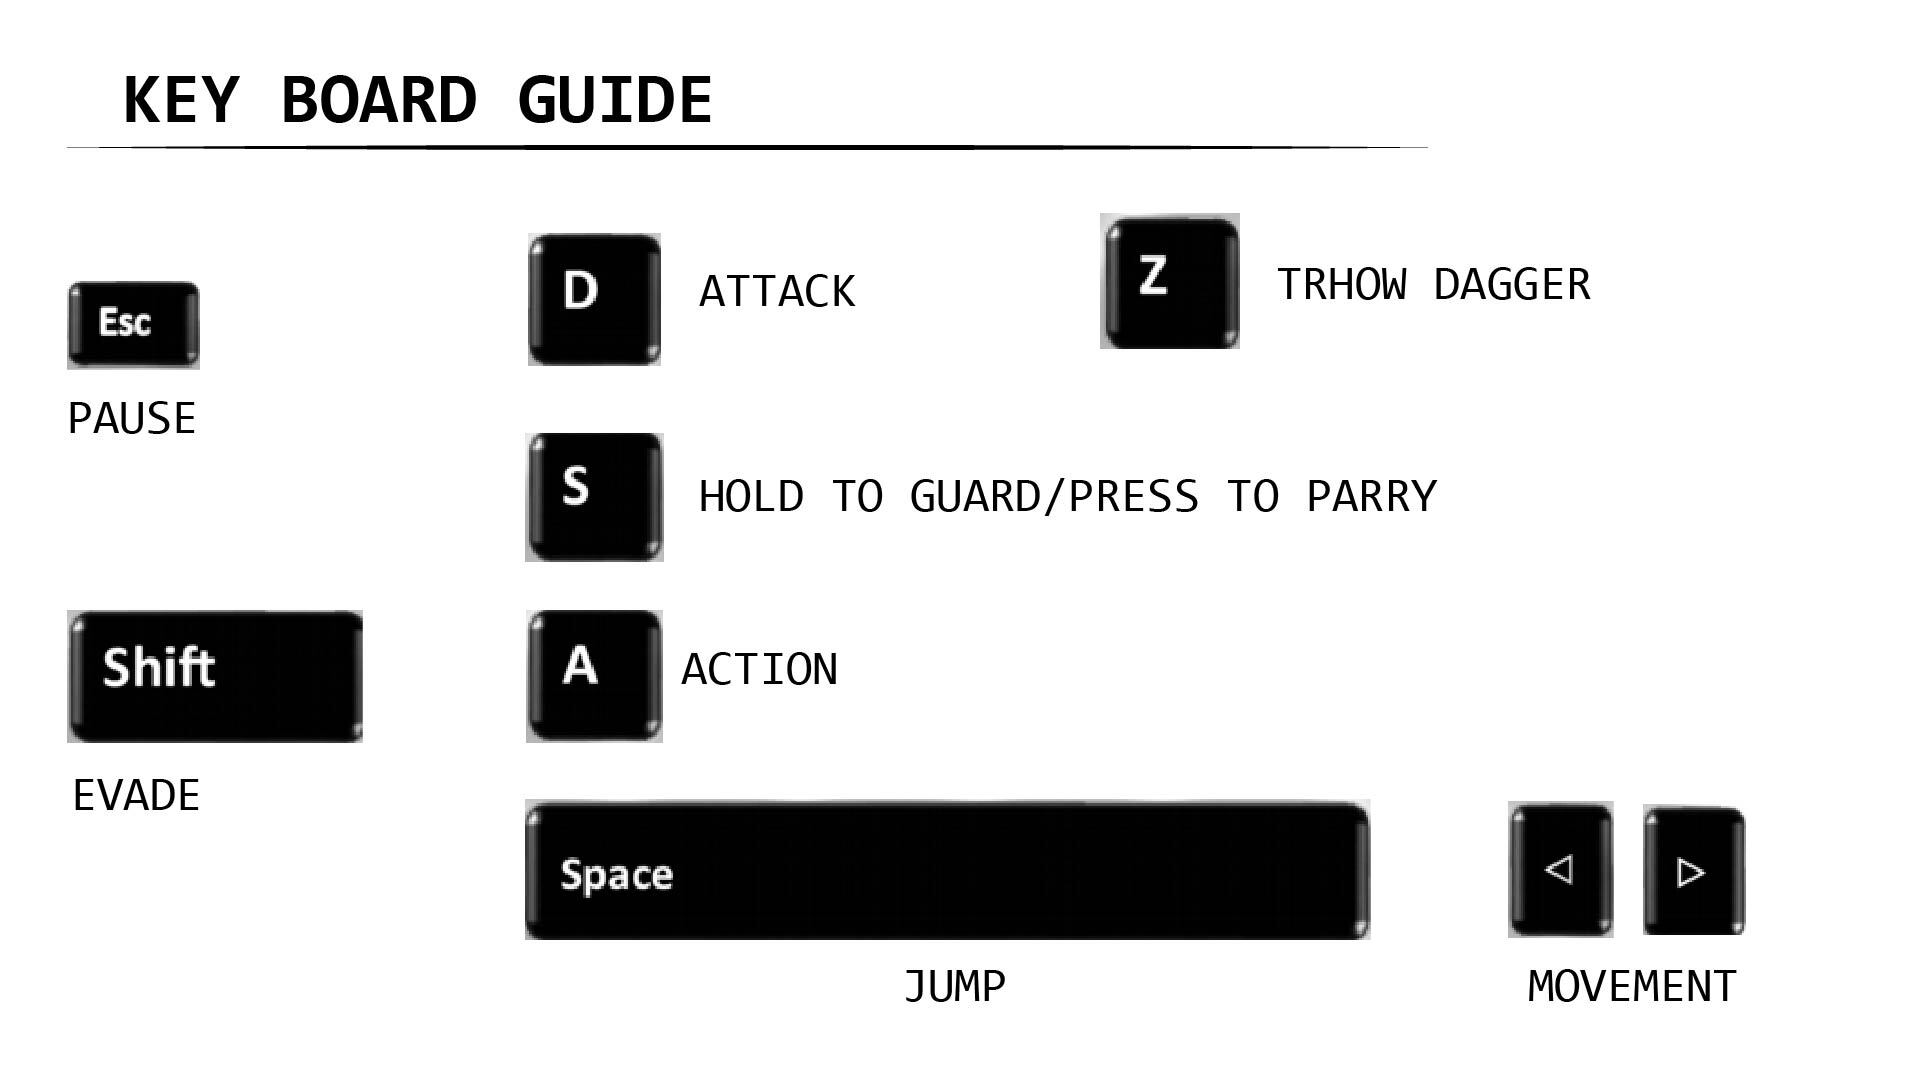 KEY BOARD GUIDE
Esc
PAUSE
D
ATTACK
Z
TRHOW DAGGER
S
HOLD TO GUARD/PRESS TO PARRY
Shift
EVADE
A
ACTION
Space
JUMP
MOVEMENT